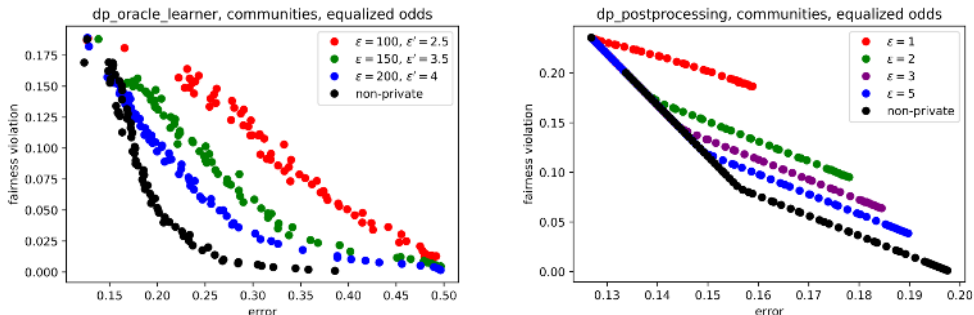 dp_oracle_learner, communities, equalized odds
fairness violation
0.175
0.150
0.125
0.100
0.075
0.050
0.025
0.000
ε = 100, ε' = 2.5
ε = 150, ε' = 3.5
ε = 200, ε' = 4
non-private
0.15 0.20 0.25 0.30 0.35 0.40 0.45 0.50
error
dp_postprocessing, communities, equalized odds
fairness violation
0.20
0.15
0.10
0.05
0.00
ε = 1
ε = 2
ε = 3
ε = 5
non-private
0.13 0.14 0.15 0.16 0.17 0.18 0.19 0.20
error